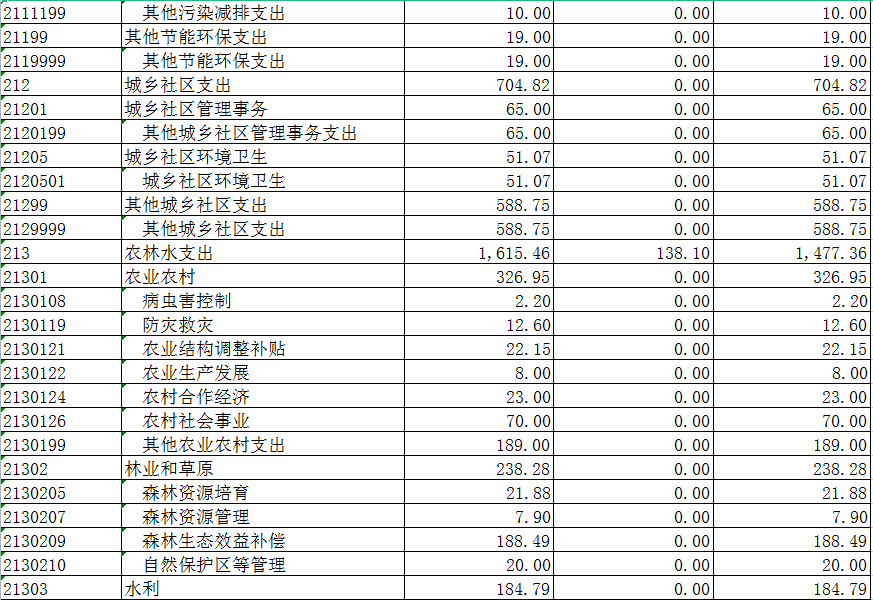 2111199 其他污染减排支出 10.00 0.00 10.00
21199 其他节能环保支出 19.00 0.00 19.00
2119999 其他节能环保支出 19.00 0.00 19.00
212 城乡社区支出 704.82 0.00 704.82
21201 城乡社区管理事务 65.00 0.00 65.00
2120199 其他城乡社区管理事务支出 65.00 0.00 65.00
21205 城乡社区环境卫生 51.07 0.00 51.07
2120501 城乡社区环境卫生 51.07 0.00 51.07
21299 其他城乡社区支出 588.75 0.00 588.75
2129999 其他城乡社区支出 588.75 0.00 588.75
213 农林水支出 1,615.46 138.10 1,477.36
21301 农业农村 326.95 0.00 326.95
2130108 病虫害控制 2.20 0.00 2.20
2130119 防灾救灾 12.60 0.00 12.60
2130121 农业结构调整补贴 22.15 0.00 22.15
2130122 农业生产发展 8.00 0.00 8.00
2130124 农村合作经济 23.00 0.00 23.00
2130126 农村社会事业 70.00 0.00 70.00
2130199 其他农业农村支出 189.00 0.00 189.00
21302 林业和草原 238.28 0.00 238.28
2130205 森林资源培育 21.88 0.00 21.88
2130207 森林资源管理 7.90 0.00 7.90
2130209 森林生态效益补偿 188.49 0.00 188.49
2130210 自然保护区等管理 20.00 0.00 20.00
21303 水利 184.79 0.00 184.79